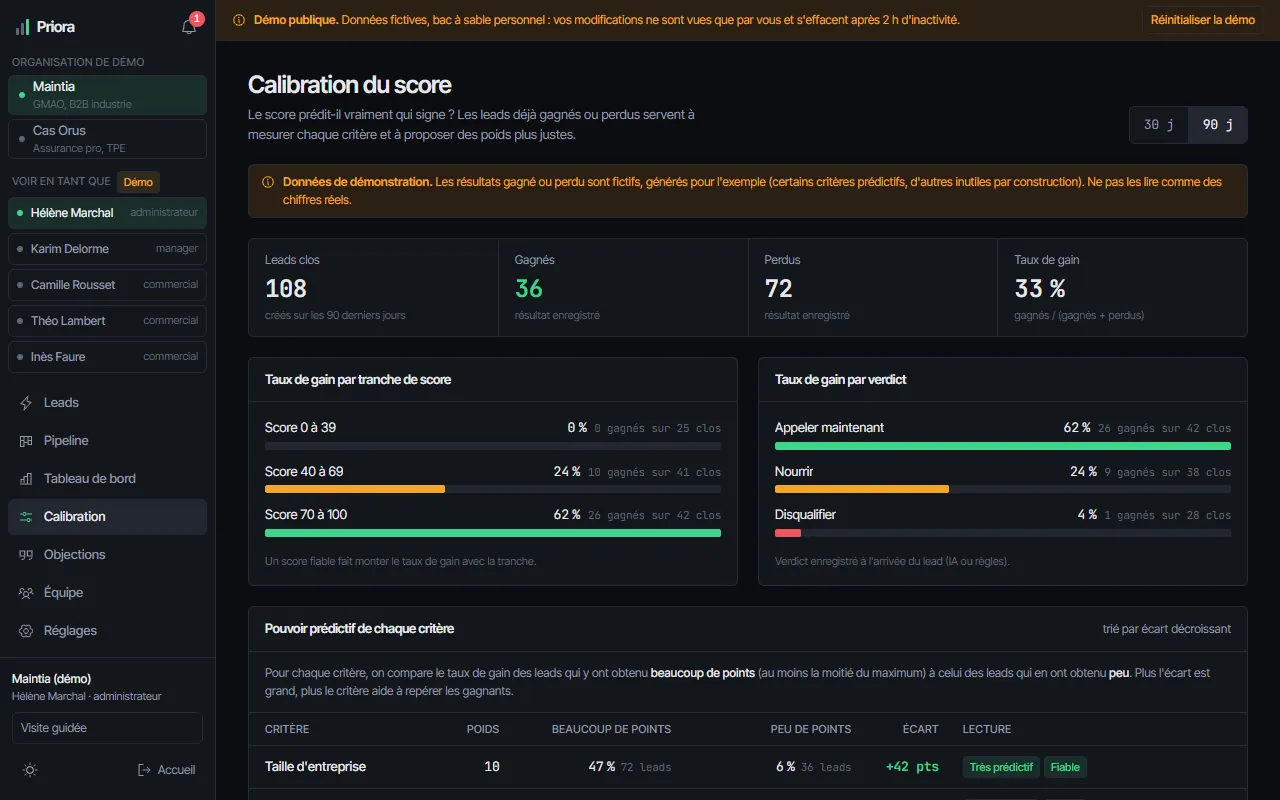 Priora
1
ORGANISATION DE DÉMO
Maintia
GMAO, B2B industrie
Cas Orus
Assurance pro, TPE
VOIR EN TANT QUE Démo
Hélène Marchal administrateur
Karim Delorme manager
Camille Rousset commercial
Théo Lambert commercial
Inès Faure commercial
Leads
Pipeline
Tableau de bord
Calibration
Objections
Équipe
Réglages
Maintia (démo)
Hélène Marchal · administrateur
Visite guidée
Accueil
Démo publique. Données fictives, bac à sable personnel : vos modifications ne sont vues que par vous et s'effacent après 2 h d'inactivité.
Réinitialiser la démo
Calibration du score
Le score prédit-il vraiment qui signe ? Les leads déjà gagnés ou perdus servent à
mesurer chaque critère et à proposer des poids plus justes.
30 j 90 j
Données de démonstration. Les résultats gagné ou perdu sont fictifs, générés pour l'exemple (certains critères prédictifs, d'autres inutiles par construction). Ne pas les lire comme des
chiffres réels.
Leads clos
108
créés sur les 90 derniers jours
Gagnés
36
résultat enregistré
Perdus
72
résultat enregistré
Taux de gain
33 %
gagnés / (gagnés + perdus)
Taux de gain par tranche de score
Score 0 à 39 0 % 0 gagnés sur 25 clos
Score 40 à 69 24 % 10 gagnés sur 41 clos
Score 70 à 100 62 % 26 gagnés sur 42 clos
Un score fiable fait monter le taux de gain avec la tranche.
Taux de gain par verdict
Appeler maintenant 62 % 26 gagnés sur 42 clos
Nourrir 24 % 9 gagnés sur 38 clos
Disqualifier 4 % 1 gagnés sur 28 clos
Verdict enregistré à l'arrivée du lead (IA ou règles).
Pouvoir prédictif de chaque critère
trié par écart décroissant
Pour chaque critère, on compare le taux de gain des leads qui y ont obtenu beaucoup de points (au moins la moitié du maximum) à celui des leads qui en ont obtenu peu. Plus l'écart est
grand, plus le critère aide à repérer les gagnants.
CRITÈRE POIDS BEAUCOUP DE POINTS PEU DE POINTS ÉCART LECTURE
Taille d'entreprise 10 47 % 72 leads 6 % 36 leads +42 pts Très prédictif Fiable